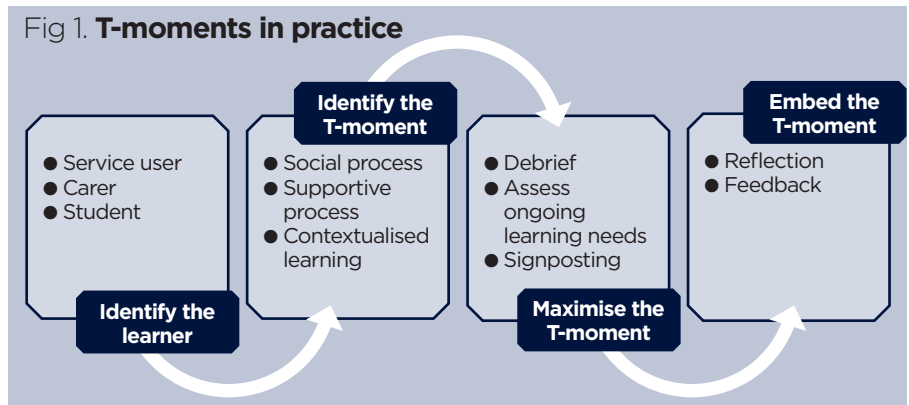 Fig 1. T-moments in practice
● Service user
● Carer
● Student
Identify the
learner
Identify the
T-moment
● Social process
● Supportive
process
● Contextualised
learning
● Debrief
● Assess
ongoing
learning needs
● Signposting
Maximise the
T-moment
Embed the
T-moment
● Reflection
● Feedback